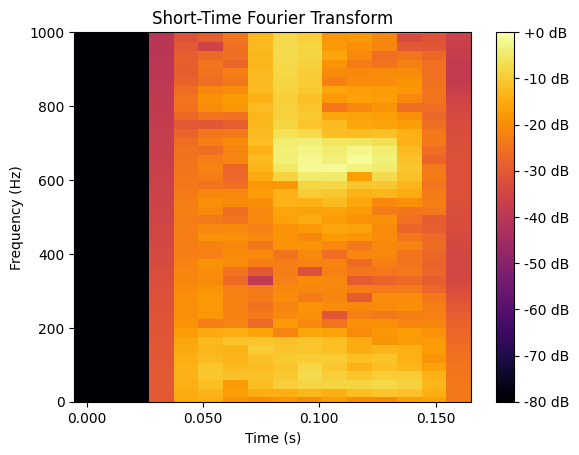 Short-Time Fourier Transform
Frequency (Hz)
1000
800
600
400
200
0
0.000
0.050
0.100
0.150
Time (s)
+0 dB
-10 dB
-20 dB
-30 dB
-40 dB
-50 dB
-60 dB
-70 dB
-80 dB